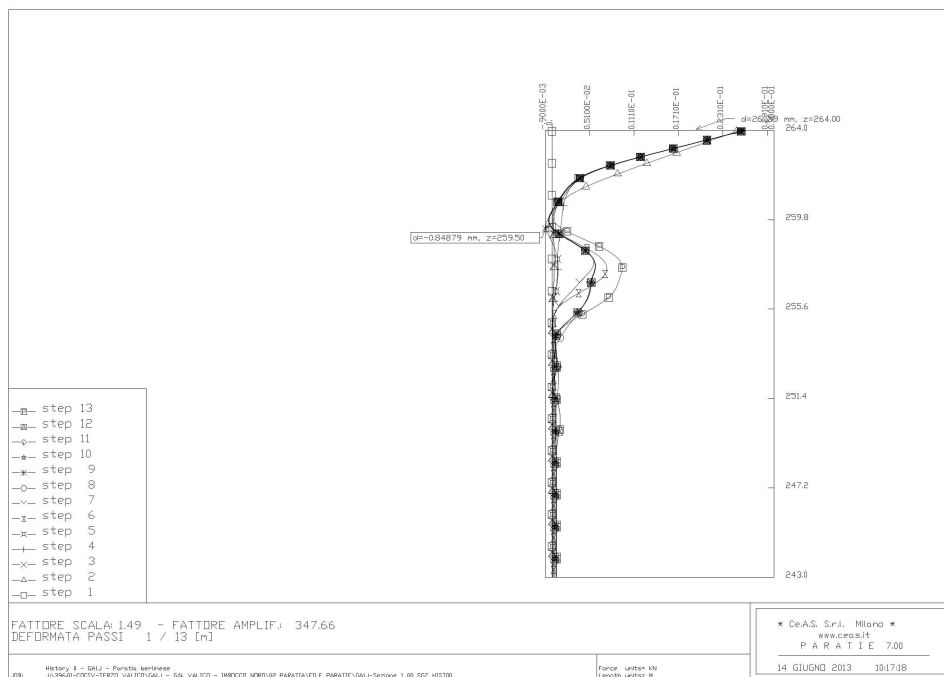 -.9000E-03
0.
0.5100E-02
0.1110E-01
0.1710E-01
0.2310E-01
z=264.00
264.0
259.8
d=-0.84879 mm, z=259.50
255.6
251.4
247.2
243.0
step 13
step 12
step 11
step 10
step 9
step 8
step 7
step 6
step 5
step 4
step 3
step 2
step 1
FATTORE SCALA: 1.49 - FATTORE AMPLIF.: 347.66
DEFORMATA PASSI 1 / 13 [m]
* Ce.A.S. S.r.l. Milano *
www.ceas.it
P A R A T I E 7.00
14 GIUGNO 2013 10:17:18
History - Paratia berlinese
JOB:
Force units= KN
Length units= M